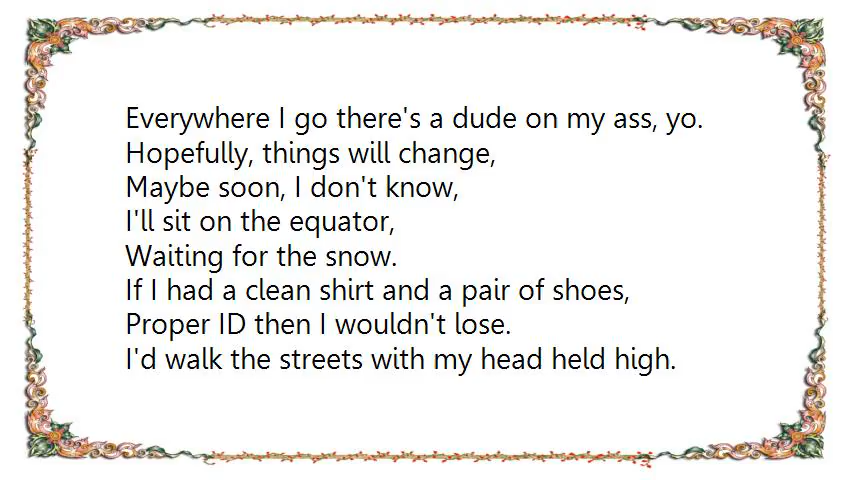 Everywhere I go there's a dude on my ass, yo.
Hopefully, things will change,
Maybe soon, I don't know,
I'll sit on the equator,
Waiting for the snow.
If I had a clean shirt and a pair of shoes,
Proper ID then I wouldn't lose.
I'd walk the streets with my head held high.